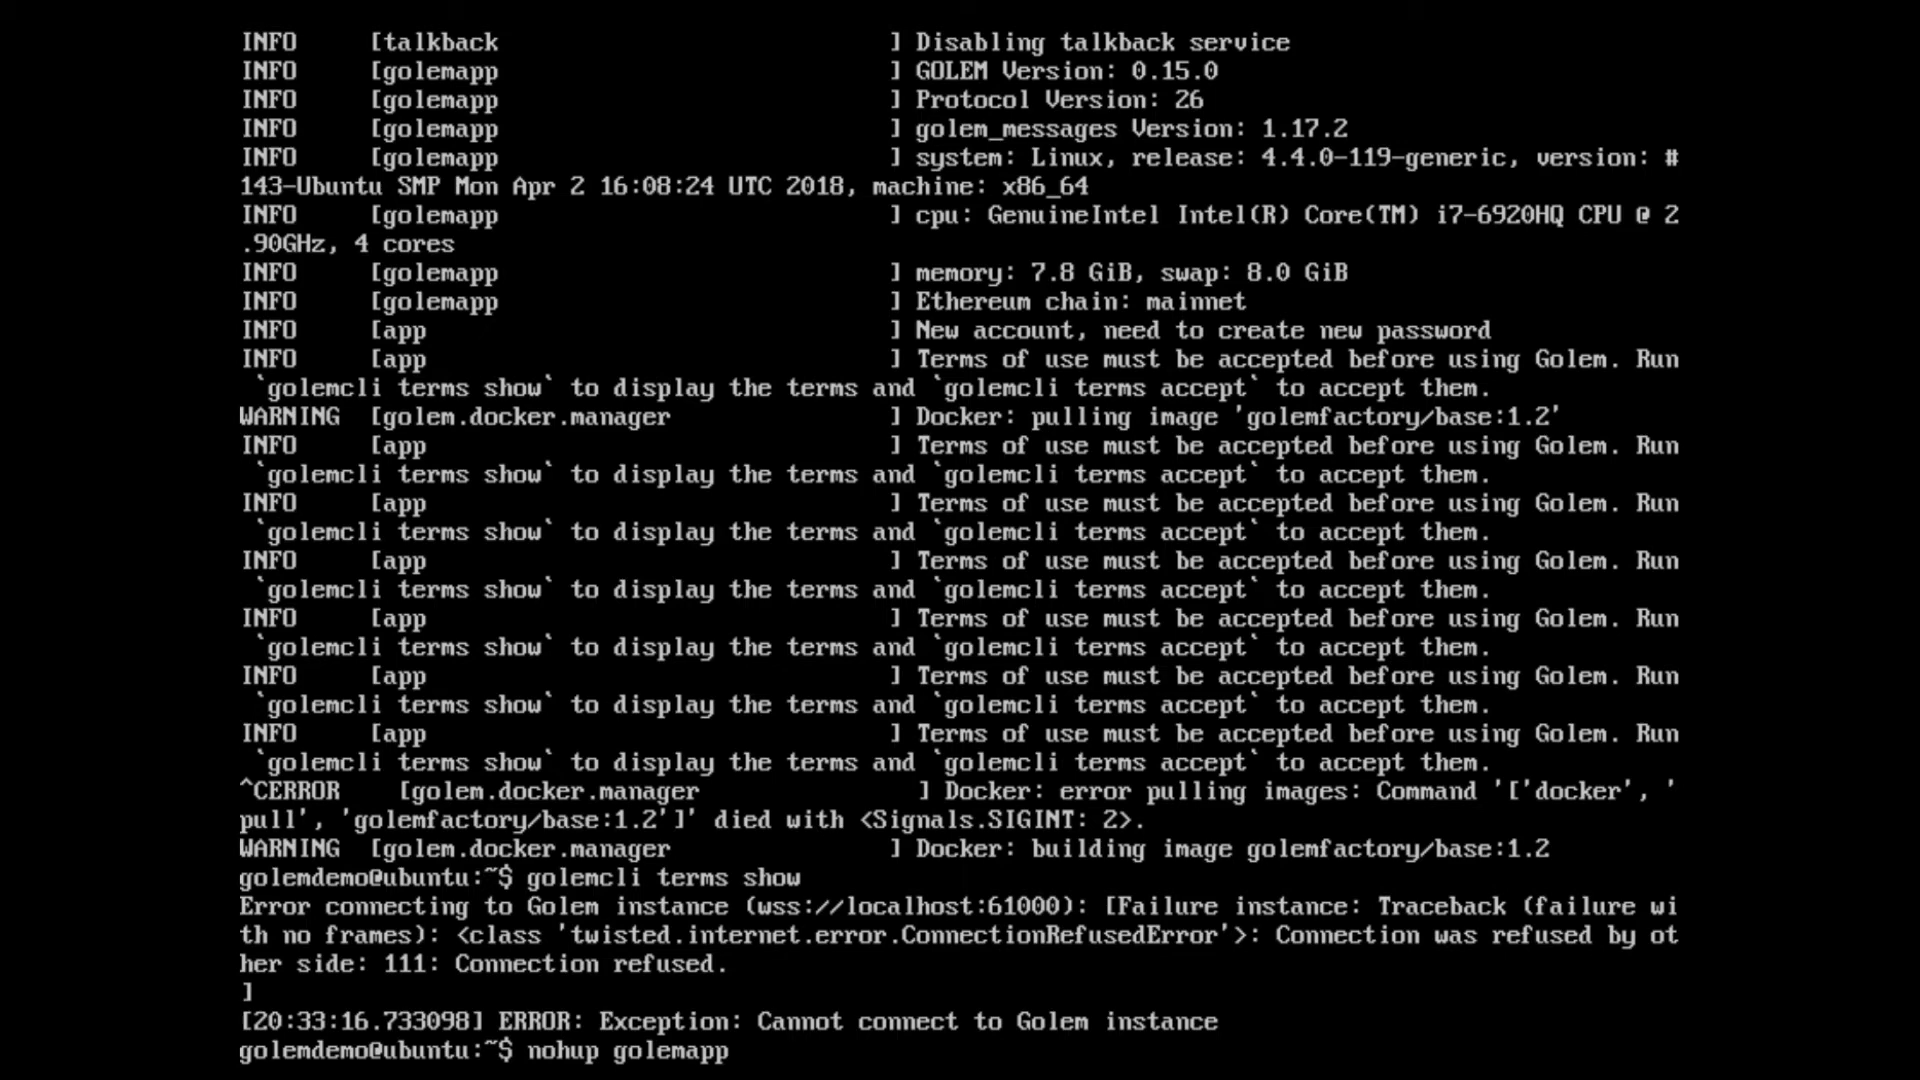 INFO     [talkback                           ] Disabling talkback service
INFO     [golemapp                           ] GOLEM Version: 0.15.0
INFO     [golemapp                           ] Protocol Version: 26
INFO     [golemapp                           ] golem_messages Version: 1.17.2
INFO     [golemapp                           ] system: Linux, release: 4.4.0-119-generic, version: #
143-Ubuntu SMP Mon Apr 2 16:08:24 UTC 2018, machine: x86_64
INFO     [golemapp                           ] cpu: GenuineIntel Intel(R) Core(TM) i7-6920HQ CPU @ 2
.90GHz, 4 cores
INFO     [golemapp                           ] memory: 7.8 GiB, swap: 8.0 GiB
INFO     [golemapp                           ] Ethereum chain: mainnet
INFO     [app                                ] New account, need to create new password
INFO     [app                                ] Terms of use must be accepted before using Golem. Run
 `golemcli terms show` to display the terms and `golemcli terms accept` to accept them.
WARNING  [golem.docker.manager               ] Docker: pulling image 'golemfactory/base:1.2'
INFO     [app                                ] Terms of use must be accepted before using Golem. Run
 `golemcli terms show` to display the terms and `golemcli terms accept` to accept them.
INFO     [app                                ] Terms of use must be accepted before using Golem. Run
 `golemcli terms show` to display the terms and `golemcli terms accept` to accept them.
INFO     [app                                ] Terms of use must be accepted before using Golem. Run
 `golemcli terms show` to display the terms and `golemcli terms accept` to accept them.
INFO     [app                                ] Terms of use must be accepted before using Golem. Run
 `golemcli terms show` to display the terms and `golemcli terms accept` to accept them.
INFO     [app                                ] Terms of use must be accepted before using Golem. Run
 `golemcli terms show` to display the terms and `golemcli terms accept` to accept them.
INFO     [app                                ] Terms of use must be accepted before using Golem. Run
 `golemcli terms show` to display the terms and `golemcli terms accept` to accept them.
^CERROR    [golem.docker.manager               ] Docker: error pulling images: Command '['docker', '
pull', 'golemfactory/base:1.2']' died with <Signals.SIGINT: 2>.
WARNING  [golem.docker.manager               ] Docker: building image golemfactory/base:1.2
golemdemo@ubuntu:~$ golemcli terms show
Error connecting to Golem instance (wss://localhost:61000): [Failure instance: Traceback (failure wi
th no frames): <class 'twisted.internet.error.ConnectionRefusedError'>: Connection was refused by ot
her side: 111: Connection refused.
]
[20:33:16.733098] ERROR: Exception: Cannot connect to Golem instance
golemdemo@ubuntu:~$ nohup golemapp